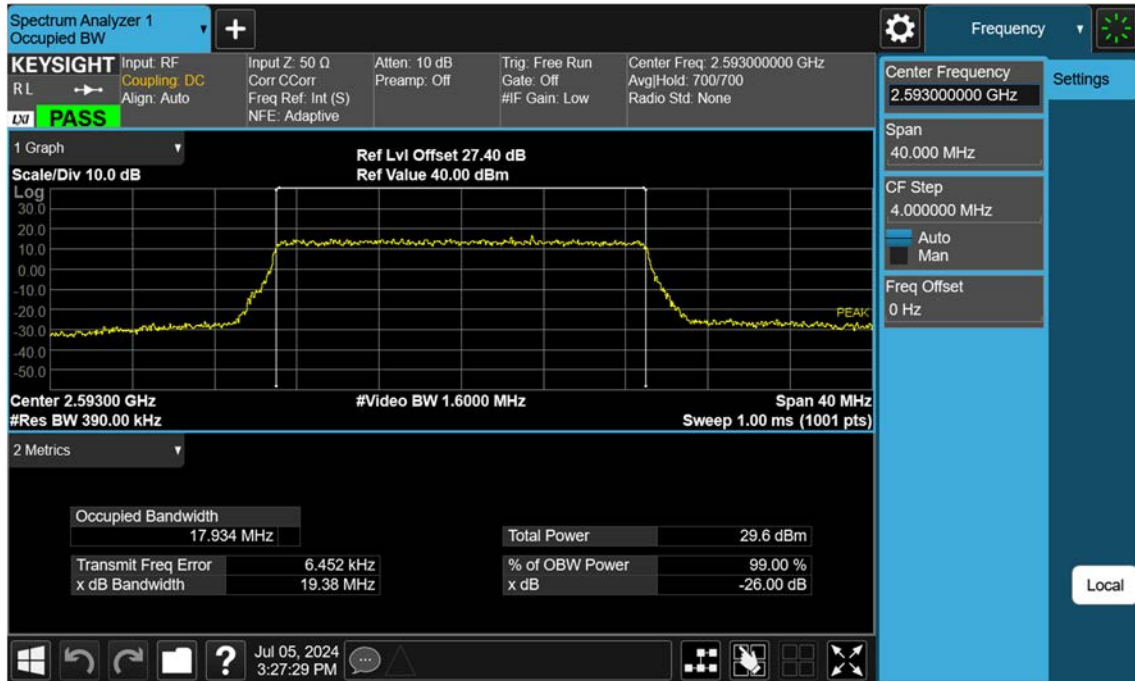 Spectrum Analyzer 1
Occupied BW
Frequency
KEYSIGHT
RL
LXI PASS
Input: RF
Coupling: DC
Align: Auto
Input Z: 50 Ω
Corr CCorr
Freq Ref: Int (S)
NFE: Adaptive
Atten: 10 dB
Preamp: Off
Trig: Free Run
Gate: Off
#IF Gain: Low
Center Freq: 2.593000000 GHz
Avg|Hold: 700/700
Radio Std: None
Center Frequency
2.593000000 GHz
Settings
Span
40.000 MHz
CF Step
4.000000 MHz
Auto
Man
Freq Offset
0 Hz
1 Graph
Ref Lvl Offset 27.40 dB
Scale/Div 10.0 dB
Ref Value 40.00 dBm
Log
30.0
20.0
10.0
0.00
-10.0
-20.0
PEAK
-30.0
-40.0
-50.0
Center 2.59300 GHz
#Video BW 1.6000 MHz
Span 40 MHz
#Res BW 390.00 kHz
Sweep 1.00 ms (1001 pts)
2 Metrics
Occupied Bandwidth
17.934 MHz
Total Power 29.6 dBm
Transmit Freq Error 6.452 kHz
% of OBW Power 99.00 %
x dB Bandwidth 19.38 MHz
x dB -26.00 dB
Local
?
Jul 05, 2024
3:27:29 PM